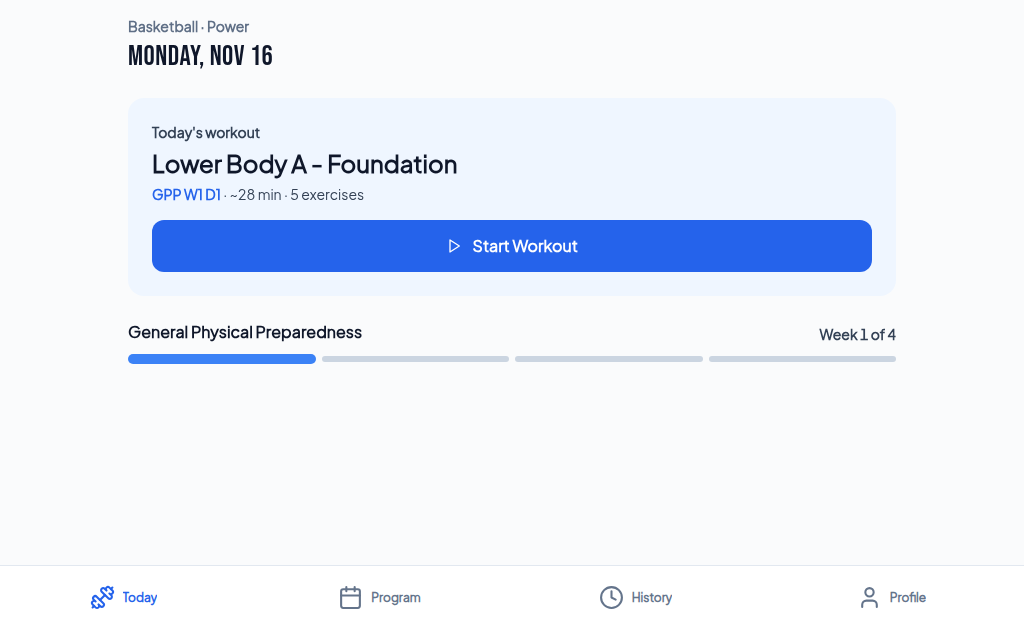 Basketball · Power
MONDAY, NOV 16
Today's workout
Lower Body A – Foundation
GPP W1 D1 · ~28 min · 5 exercises
Start Workout
General Physical Preparedness
Week 1 of 4
Today
Program
History
Profile